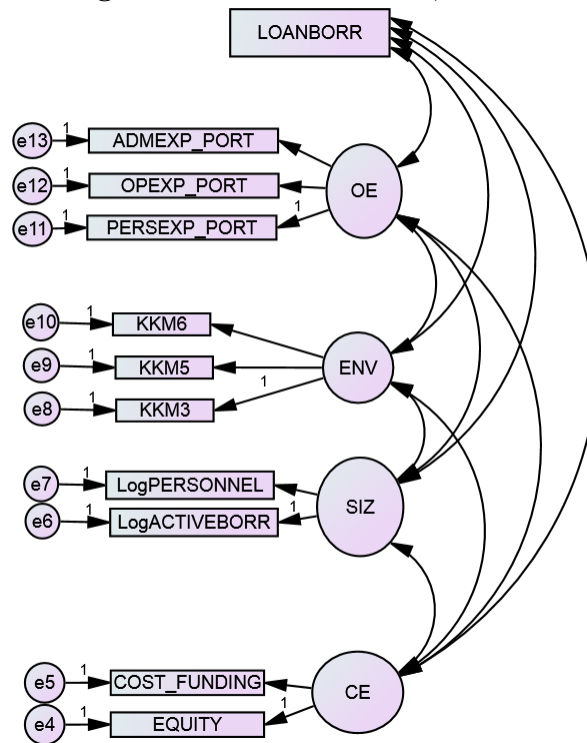 LOANBORR
e13 1 ADMEXP_PORT
e12 1 OPEXP_PORT
OE
e11 1 PERSEXP_PORT 1
e10 1 KKM6
e9 1 KKM5
ENV
e8 1 KKM3 1
e7 1 LogPERSONNEL
SIZ
e6 1 LogACTIVEBORR 1
e5 1 COST_FUNDING
CE
e4 1 EQUITY 1